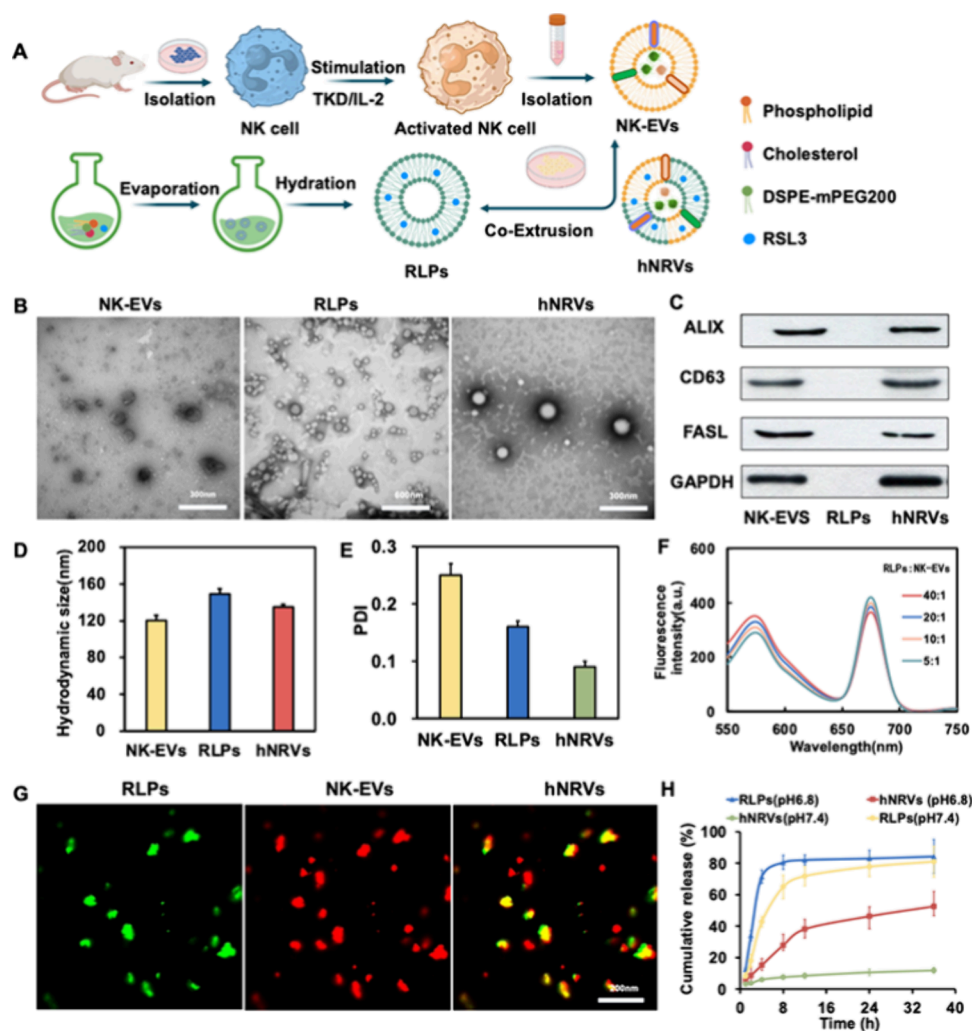 A
Isolation
NK cell
Stimulation
TKD/IL-2
Activated NK cell
Isolation
NK-EVs
Evaporation
Hydration
RLPs
Co-Extrusion
hNRVs
Phospholipid
Cholesterol
DSPE-mPEG200
RSL3
B
NK-EVs
RLPs
hNRVs
300nm
600nm
300nm
C
ALIX
CD63
FASL
GAPDH
NK-EVS RLPs hNRVs
D
Hydrodynamic size(nm)
200
160
120
80
40
0
NK-EVs RLPs hNRVs
E
PDI
0.3
0.2
0.1
0.0
NK-EVs RLPs hNRVs
F
RLPs:NK-EVs
40:1
20:1
10:1
5:1
Fluorescence
intensity(a.u.)
600
400
200
0
550 600 650 700 750
Wavelength(nm)
G
RLPs
NK-EVs
hNRVs
200nm
H
RLPs(pH6.8) hNRVs (pH6.8)
hNRVs(pH7.4) RLPs(pH7.4)
Cumulative release (%)
100
80
60
40
20
0
0 8 16 24 32 40
Time (h)